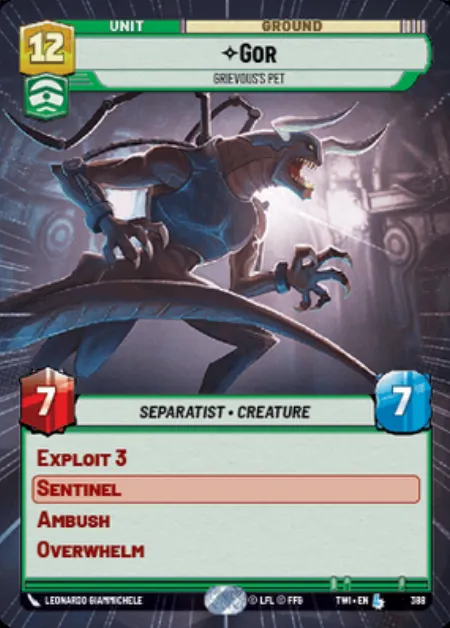 UNIT
GROUND
12
✧GOR
GRIEVOUS'S PET
7
SEPARATIST • CREATURE
7
EXPLOIT 3
SENTINEL
AMBUSH
OVERWHELM
LEONARDO GIAMMICHELE
© LFL © FFG
TWI • EN
388